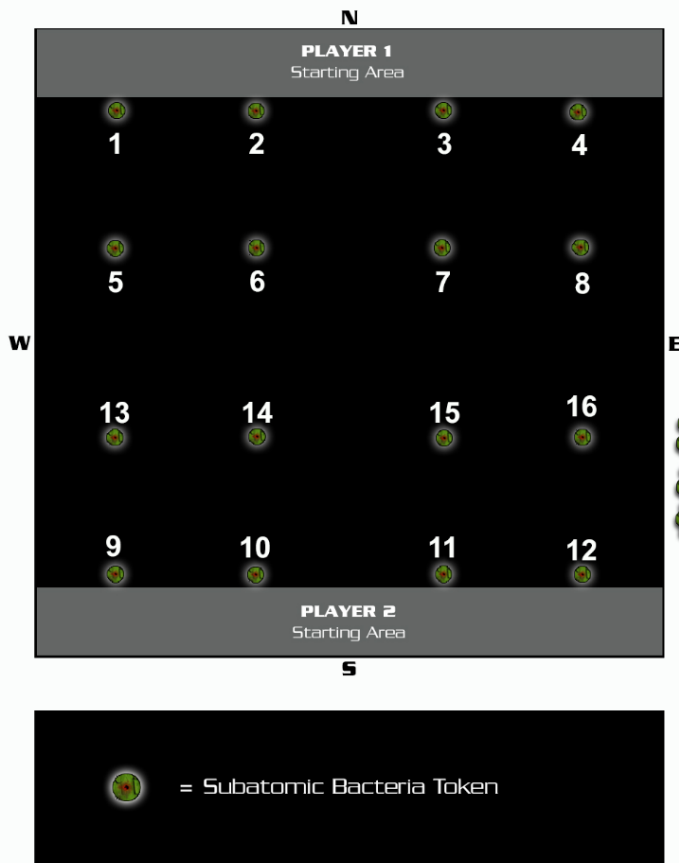 N
PLAYER 1
Starting Area
1 2 3 4
5 6 7 8
W E
13 14 15 16
9 10 11 12
PLAYER 2
Starting Area
S
= Subatomic Bacteria Token